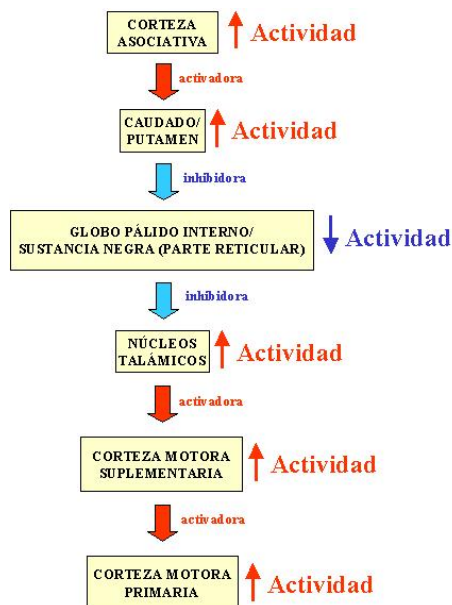 CORTEZA
ASOCIATIVA
Actividad
activadora
CAUDADO/
PUTAMEN
Actividad
inhibidora
GLOBO PÁLIDO INTERNO/
SUSTANCIA NEGRA (PARTE RETICULAR)
Actividad
inhibidora
NÚCLEOS
TALÁMICOS
Actividad
activadora
CORTEZA MOTORA
SUPLEMENTARIA
Actividad
activadora
CORTEZA MOTORA
PRIMARIA
Actividad